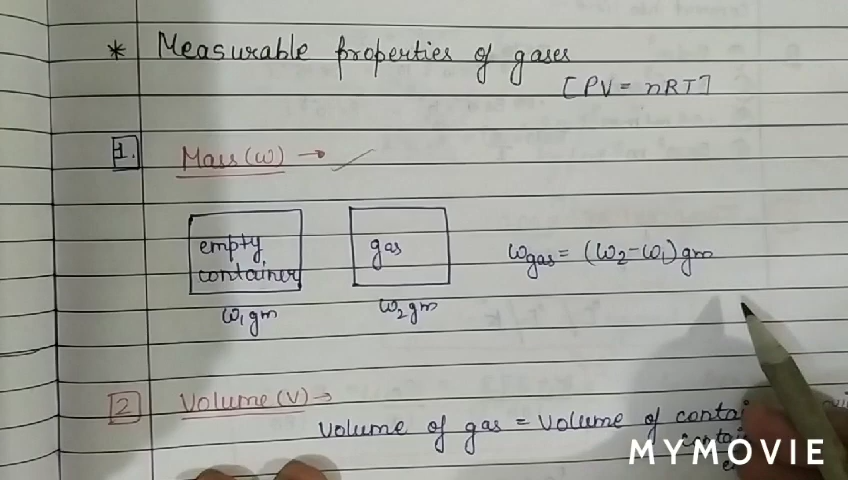 * Measurable properties of gases
[PV = nRT]
1. Mass (w) →
empty
container
gas
w₁ gm
w₂ gm
w gas = (w₂ - w₁) gm
2 Volume (V) →
Volume of gas = Volume of
MYMOVIE